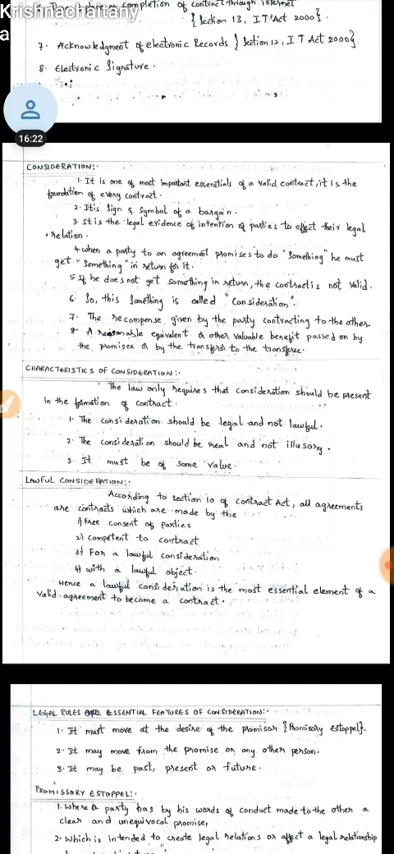 Krishnachaitany
a
completion of contract through internet
{Section 13, IT Act 2000}.
7. Acknowledgment of electronic Records {Section 12, I T Act 2000}
8. Electronic Signature.
16:22
CONSIDERATION:-
1. It is one of most important essentials of a valid contract, it is the
foundation of every contract.
2. It is sign & symbol of a bargain.
3. It is the legal evidence of intention of parties to effect their legal
relation.
4. When a party to an agreement promises to do "Something" he must
get "Something" in return for it.
5. If he does not get something in return, the contract is not valid.
6. So, this Something is called "Consideration".
7. The recompense given by the party contracting to the other.
8. A reasonable equivalent or other valuable benefit passed on by
the promisee or by the transferor to the transferee.
CHARACTERISTICS OF CONSIDERATION:-
The law only requires that consideration should be present
in the formation of contract.
1. The consideration should be legal and not lawful.
2. The consideration should be real and not illusory.
3. It must be of some value.
LAWFUL CONSIDERATION:-
According to section 10 of contract Act, all agreements
are contracts which are made by the
1) free consent of parties
2) competent to contract
3) For a lawful consideration
4) with a lawful object.
Hence a lawful consideration is the most essential element of a
valid agreement to become a contract.
LEGAL RULES OR ESSENTIAL FEATURES OF CONSIDERATION:-
1. It must move at the desire of the promisor {Promissory estoppel}.
2. It may move from the promise or any other person.
3. It may be past, present or future.
PROMISSORY ESTOPPEL:-
1. Where a party has by his words or conduct made to the other a
clear and unequivocal promise,
2. Which is intended to create legal relations or affect a legal relationship